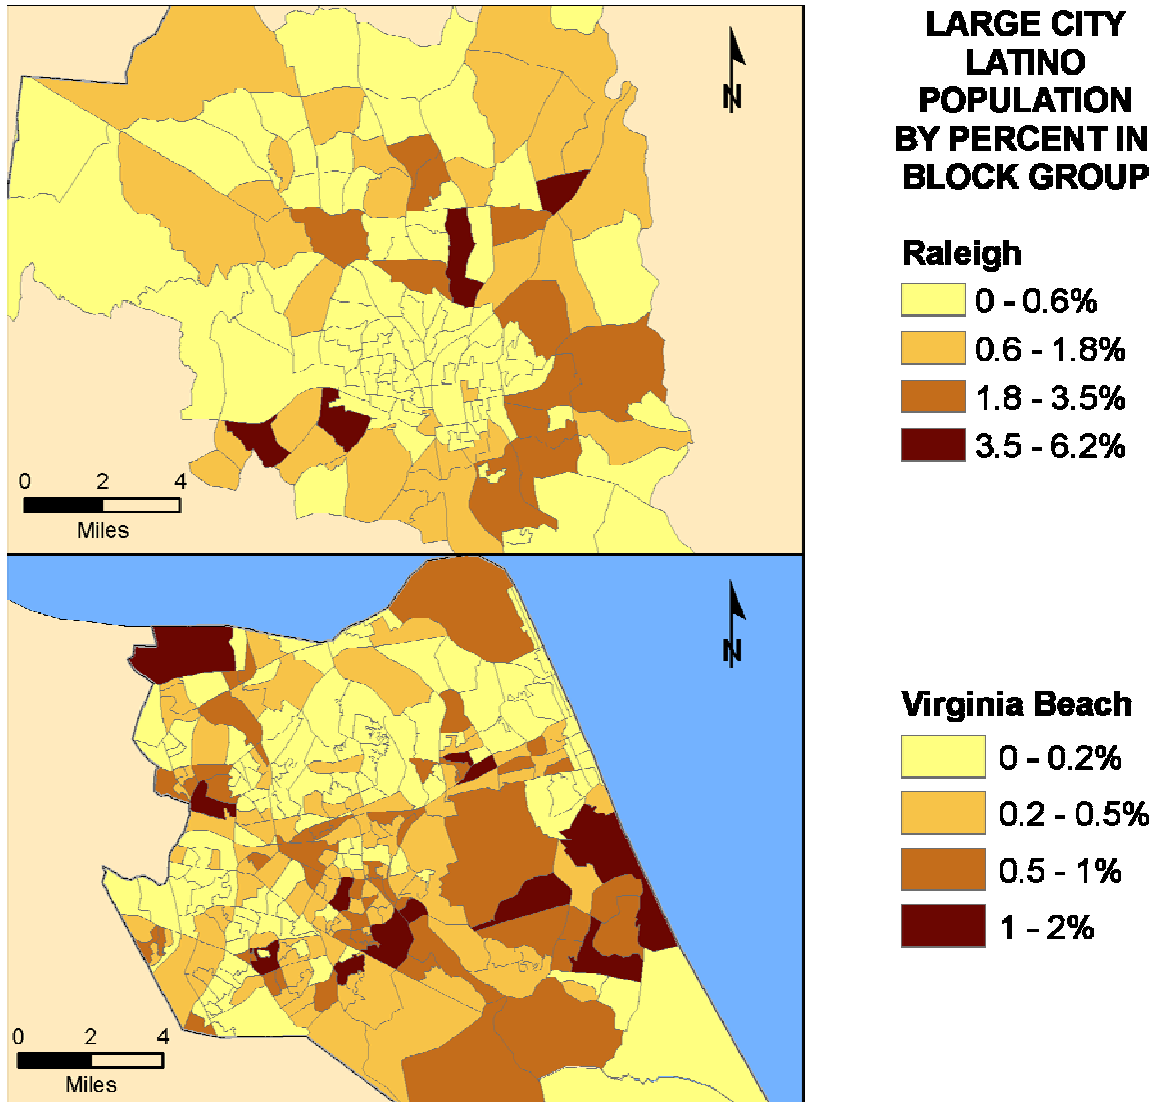 LARGE CITY
LATINO
POPULATION
BY PERCENT IN
BLOCK GROUP
N
Raleigh
0 - 0.6%
0.6 - 1.8%
1.8 - 3.5%
3.5 - 6.2%
0 2 4
Miles
N
Virginia Beach
0 - 0.2%
0.2 - 0.5%
0.5 - 1%
1 - 2%
0 2 4
Miles